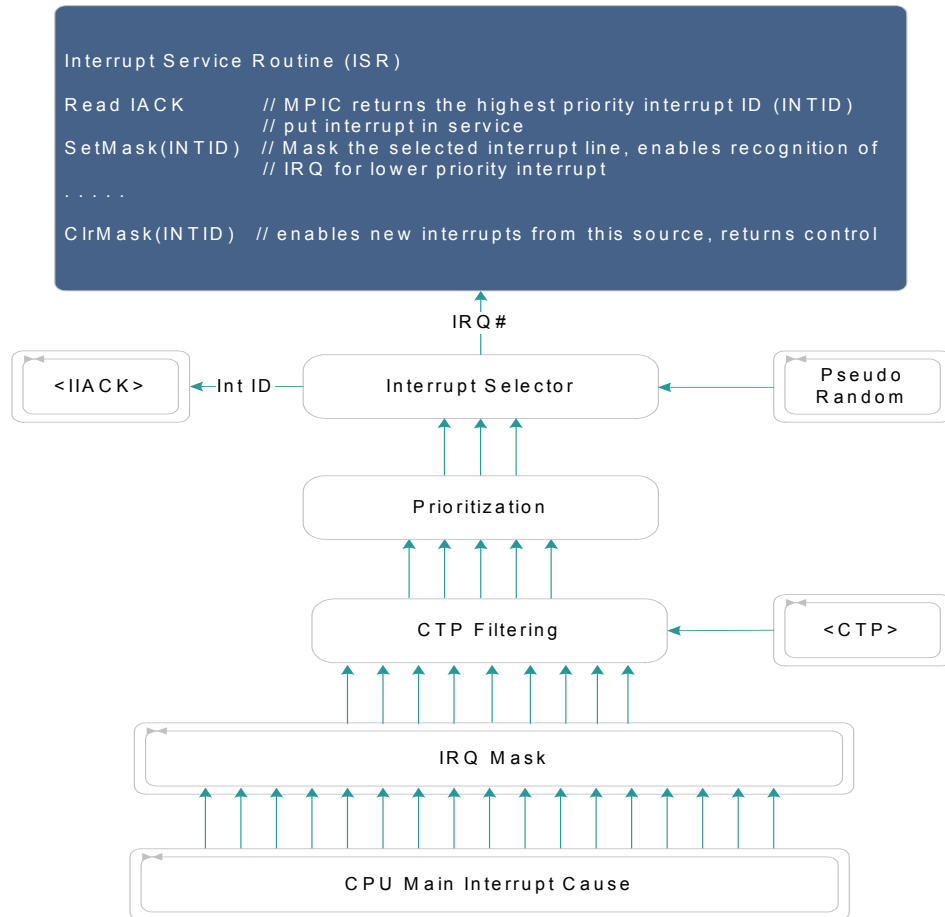 Interrupt Service Routine (ISR)
Read IACK // MPIC returns the highest priority interrupt ID (INTID)
// put interrupt in service
SetMask(INTID) // Mask the selected interrupt line, enables recognition of
// IRQ for lower priority interrupt
. . . . .
ClrMask(INTID) // enables new interrupts from this source, returns control
IRQ#
<IIACK>
Int ID
Interrupt Selector
Pseudo
Random
Prioritization
CTP Filtering
<CTP>
IRQ Mask
CPU Main Interrupt Cause